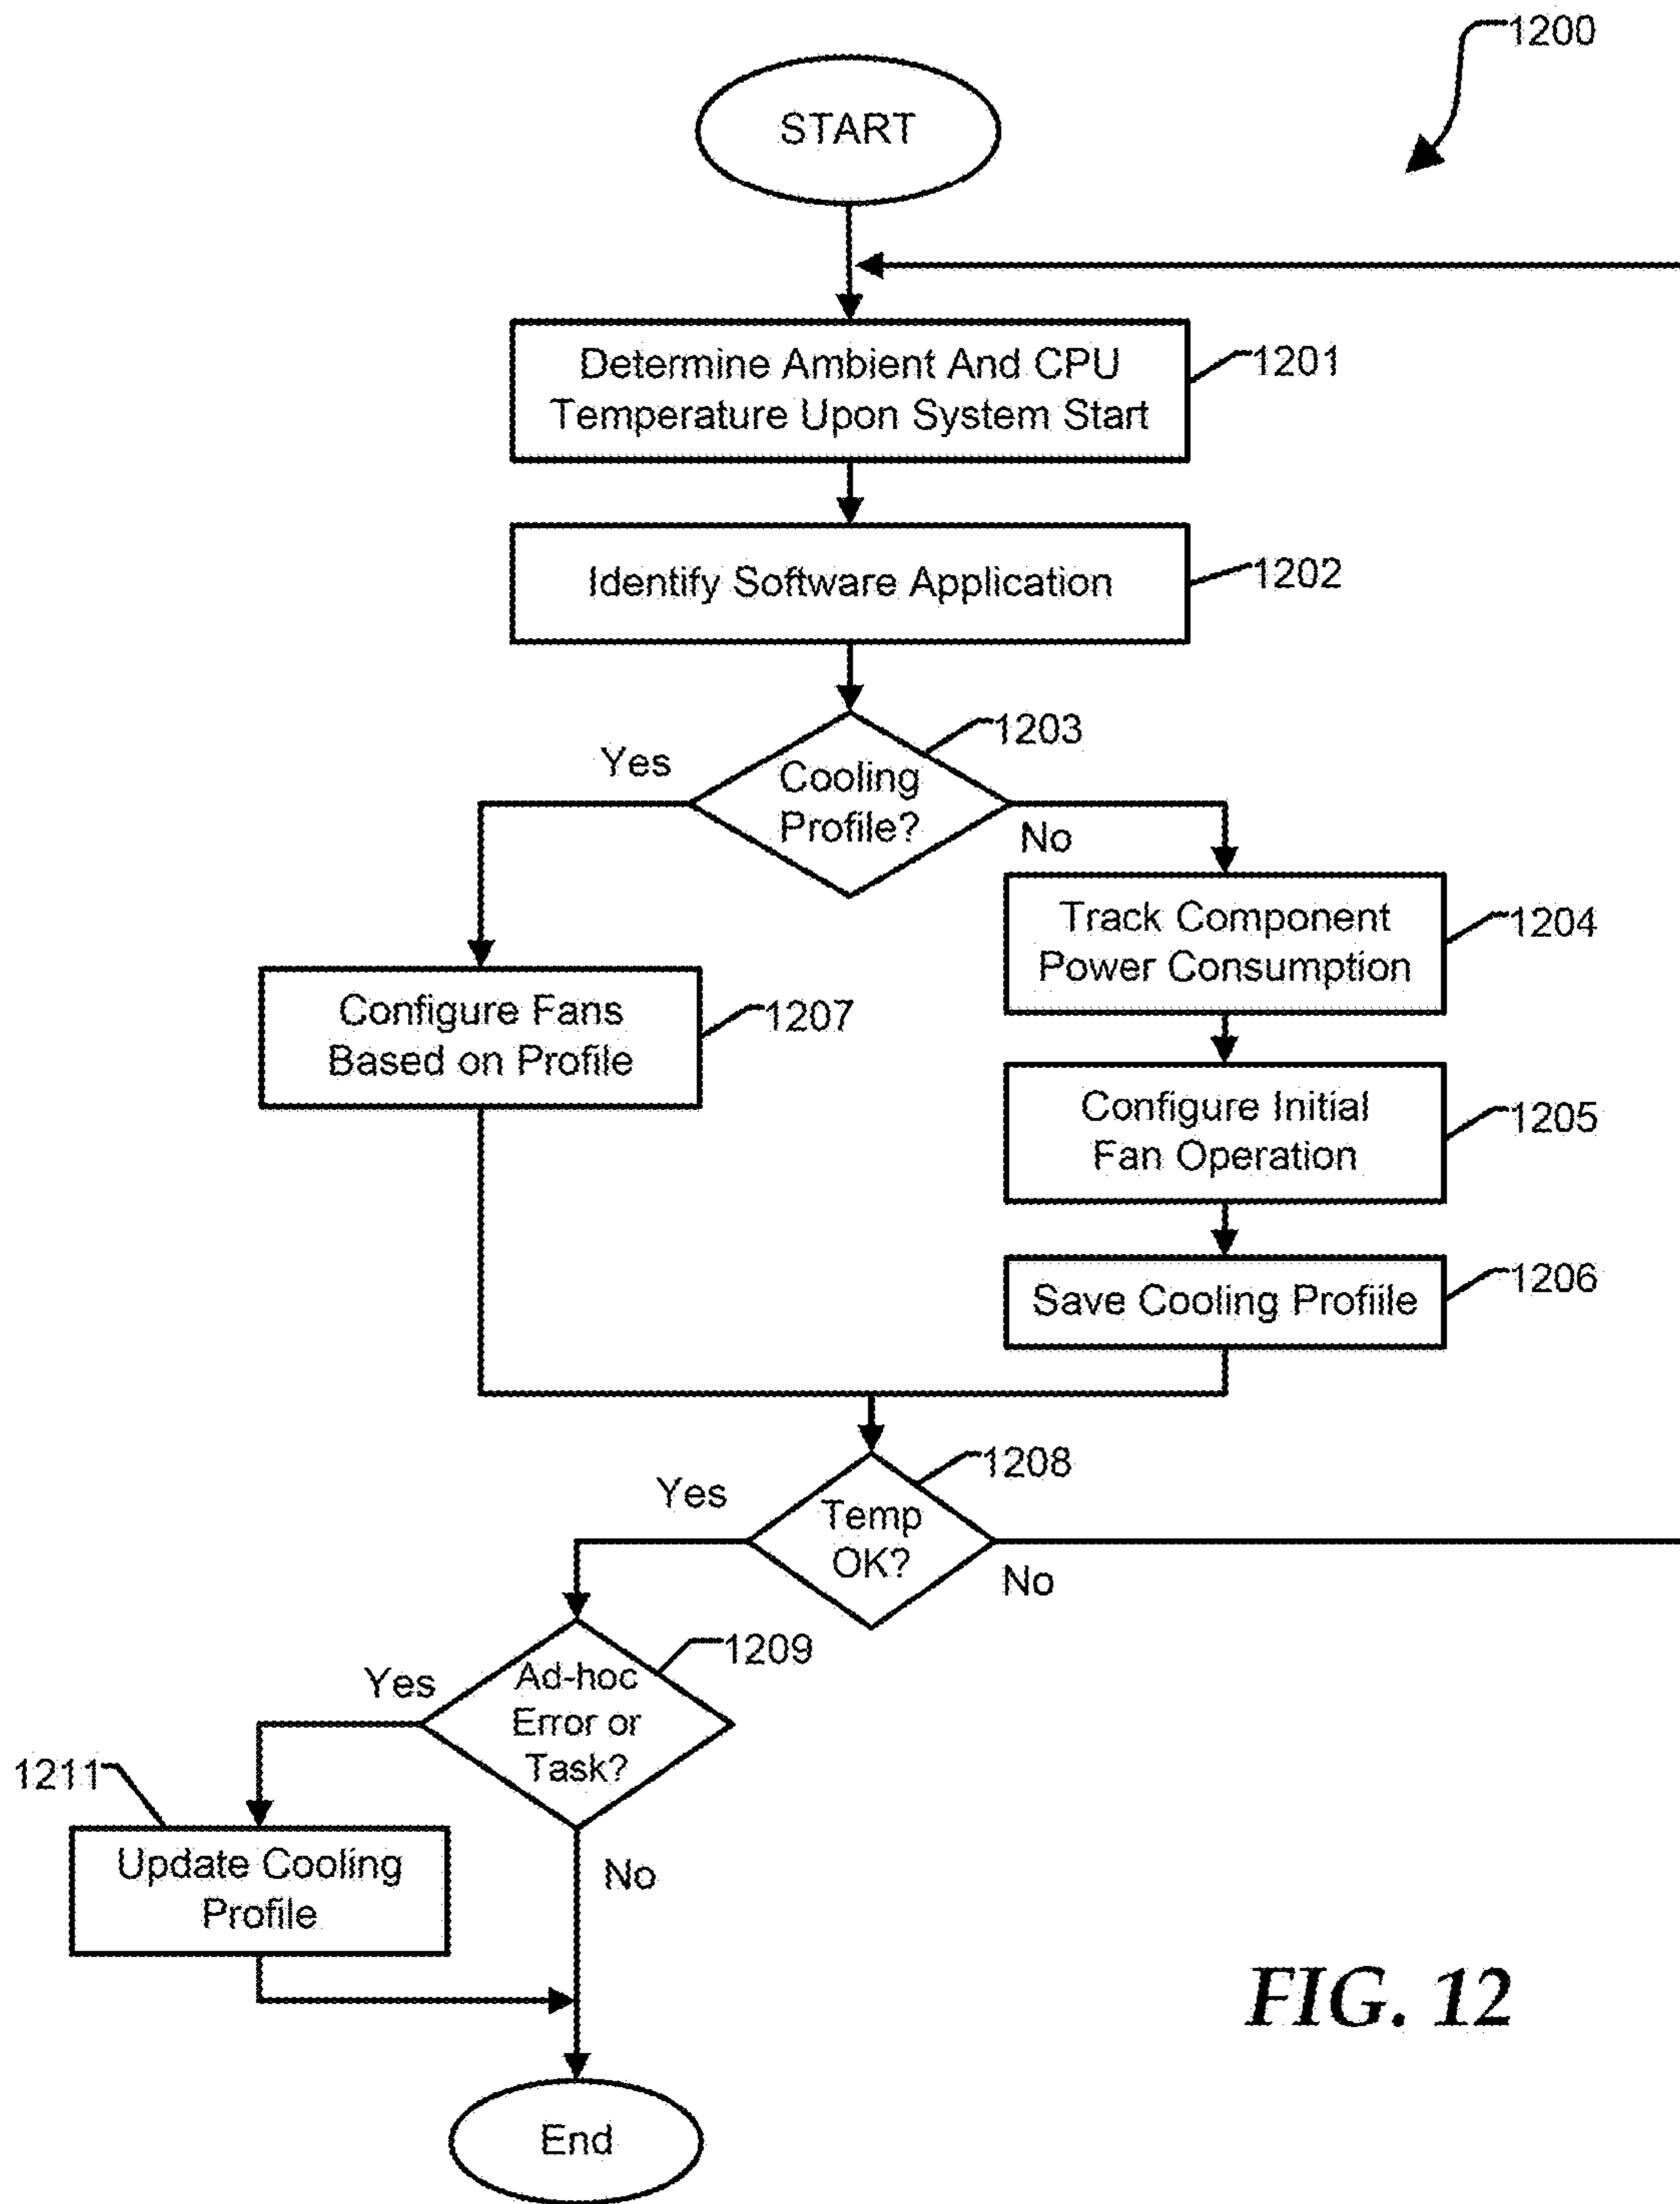 1200
START
Determine Ambient And CPU
Temperature Upon System Start
1201
Identify Software Application
1202
1203
Yes
Cooling
Profile?
No
Track Component
Power Consumption
1204
Configure Fans
Based on Profile
1207
Configure Initial
Fan Operation
1205
Save Cooling Profiile
1206
1208
Yes
Temp
OK?
No
1209
Yes
Ad-hoc
Error or
Task?
1211
Update Cooling
Profile
No
FIG. 12
End